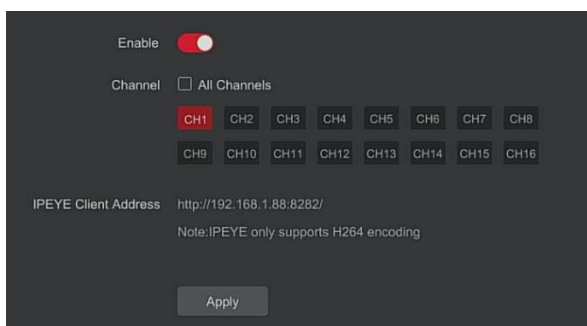 Enable
Channel All Channels
CH1 CH2 CH3 CH4 CH5 CH6 CH7 CH8
CH9 CH10 CH11 CH12 CH13 CH14 CH15 CH16
IPEYE Client Address http://192.168.1.88:8282/
Note:IPEYE only supports H264 encoding
Apply